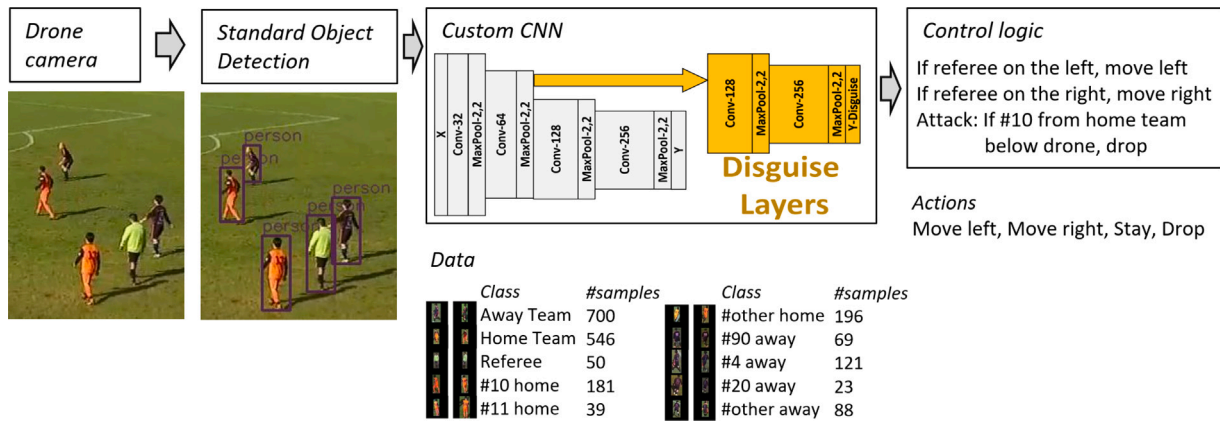 Drone
camera
Standard Object
Detection
person
person
person
person
person
Custom CNN
X
Conv-32
MaxPool-2,2
Conv-64
MaxPool-2,2
Conv-128
MaxPool-2,2
Conv-256
MaxPool-2,2
Y
Conv-128
MaxPool-2,2
Conv-256
MaxPool-2,2
Y-Disguise
Disguise
Layers
Control logic
If referee on the left, move left
If referee on the right, move right
Attack: If #10 from home team
below drone, drop
Actions
Move left, Move right, Stay, Drop
Data
Class #samples
Away Team 700
Home Team 546
Referee 50
#10 home 181
#11 home 39
Class #samples
#other home 196
#90 away 69
#4 away 121
#20 away 23
#other away 88